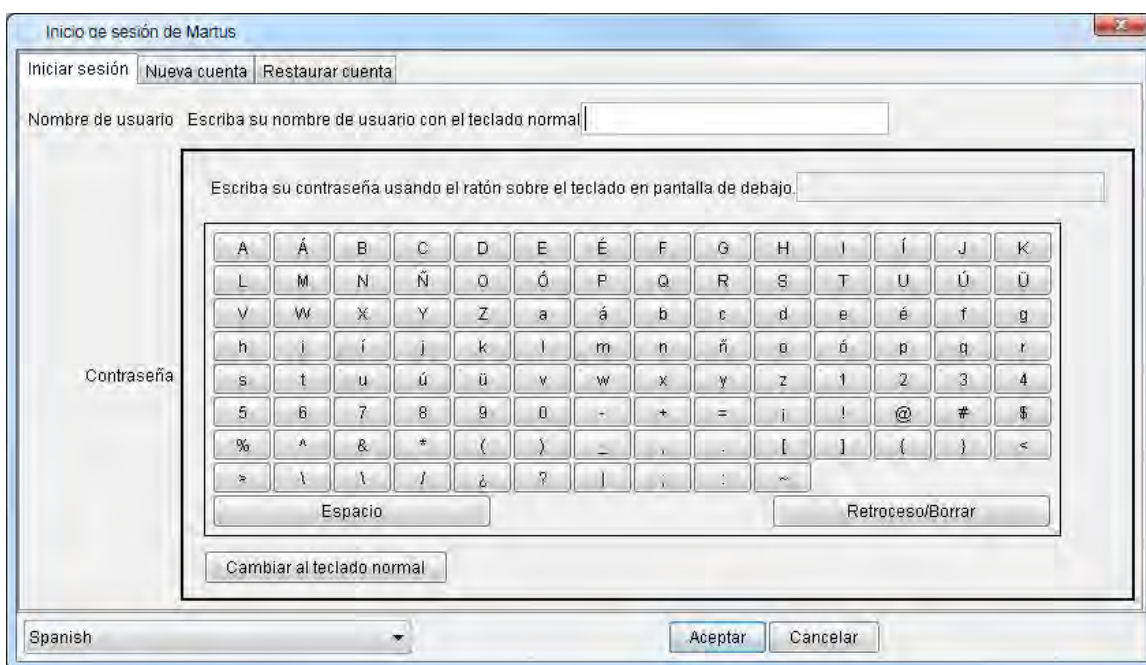 Inicio de sesión de Martus
Iniciar sesión Nueva cuenta Restaurar cuenta
Nombre de usuario Escriba su nombre de usuario con el teclado normal
Escriba su contraseña usando el ratón sobre el teclado en pantalla de debajo.
A Á B C D E É F G H I Í J K
L M N Ñ O Ó P Q R S T U Ú Ü
V W X Y Z a á b c d e é f g
h i í j k l m n ñ o ó p q r
Contraseña
s t u ú ü v w x y z 1 2 3 4
5 6 7 8 9 0 - + = ¡ ! @ # $
% ^ & * ( ) _ , . [ ] { } <
> \ \ / ¿ ? | ; : ~
Espacio Retroceso/Borrar
Cambiar al teclado normal
Spanish Aceptar Cancelar